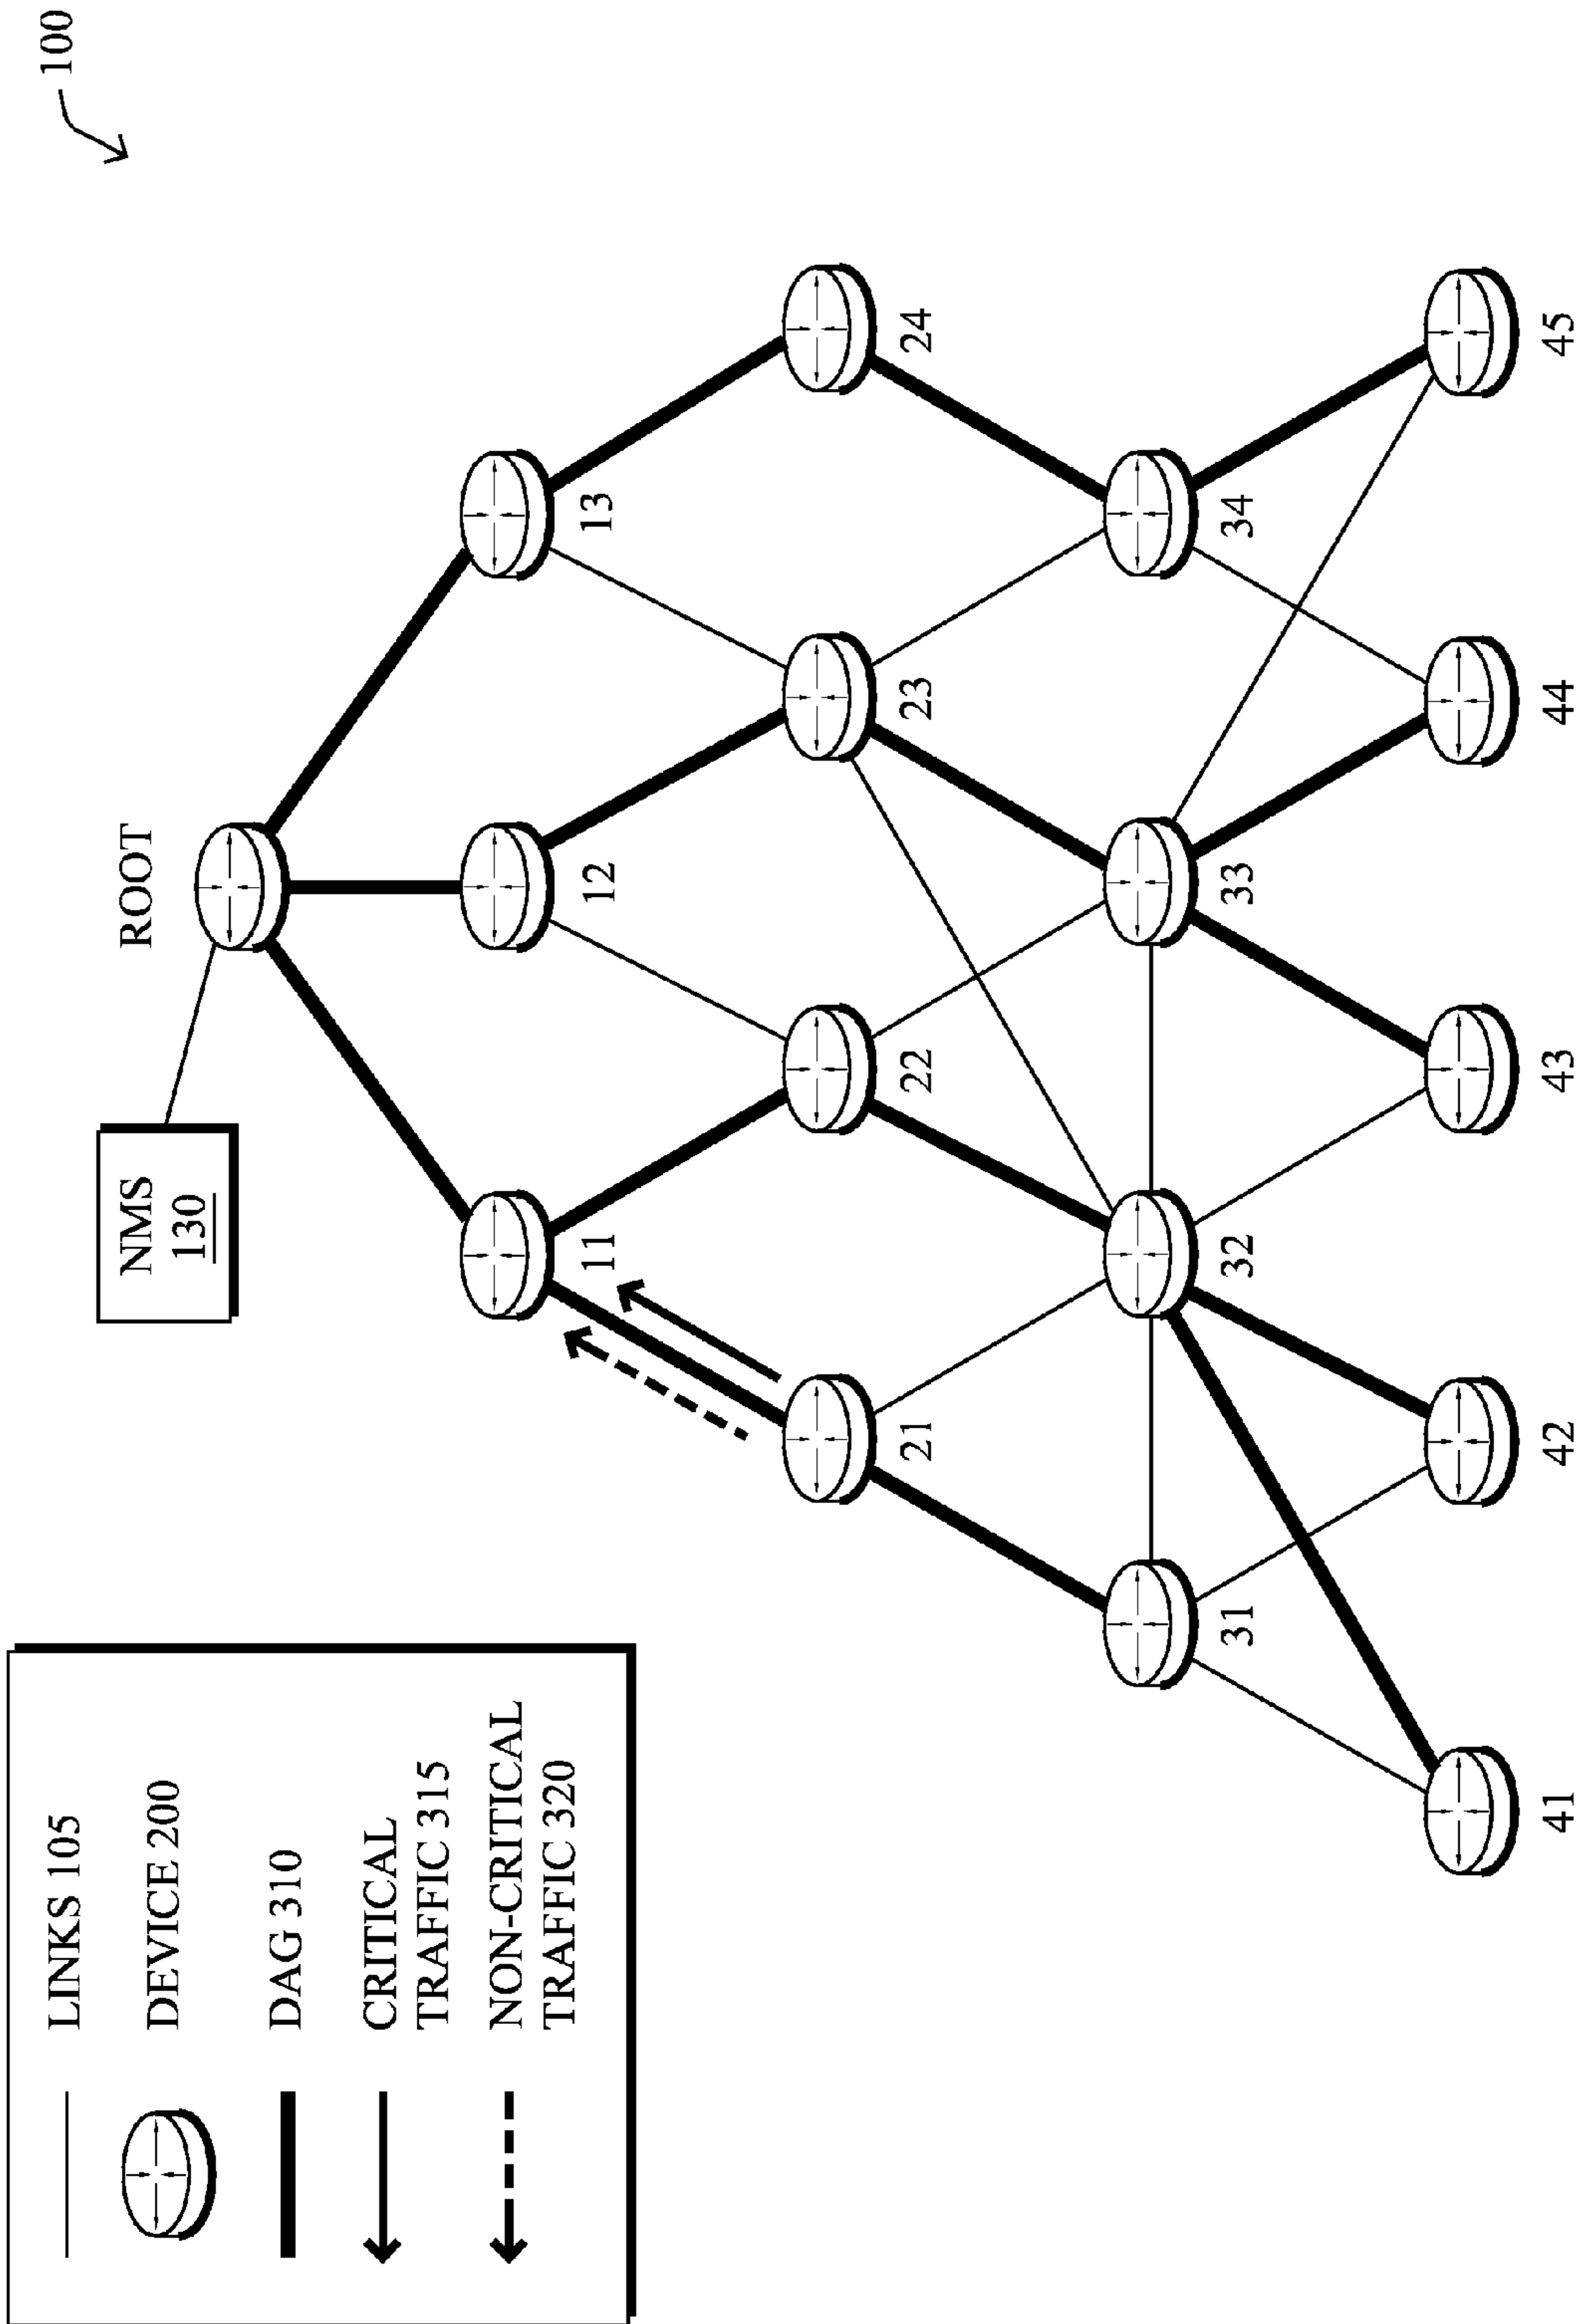 LINKS 105
DEVICE 200
DAG 310
CRITICAL
TRAFFIC 315
NON-CRITICAL
TRAFFIC 320
100
NMS
130
ROOT
11
12
13
21
22
23
24
31
32
33
34
41
42
43
44
45